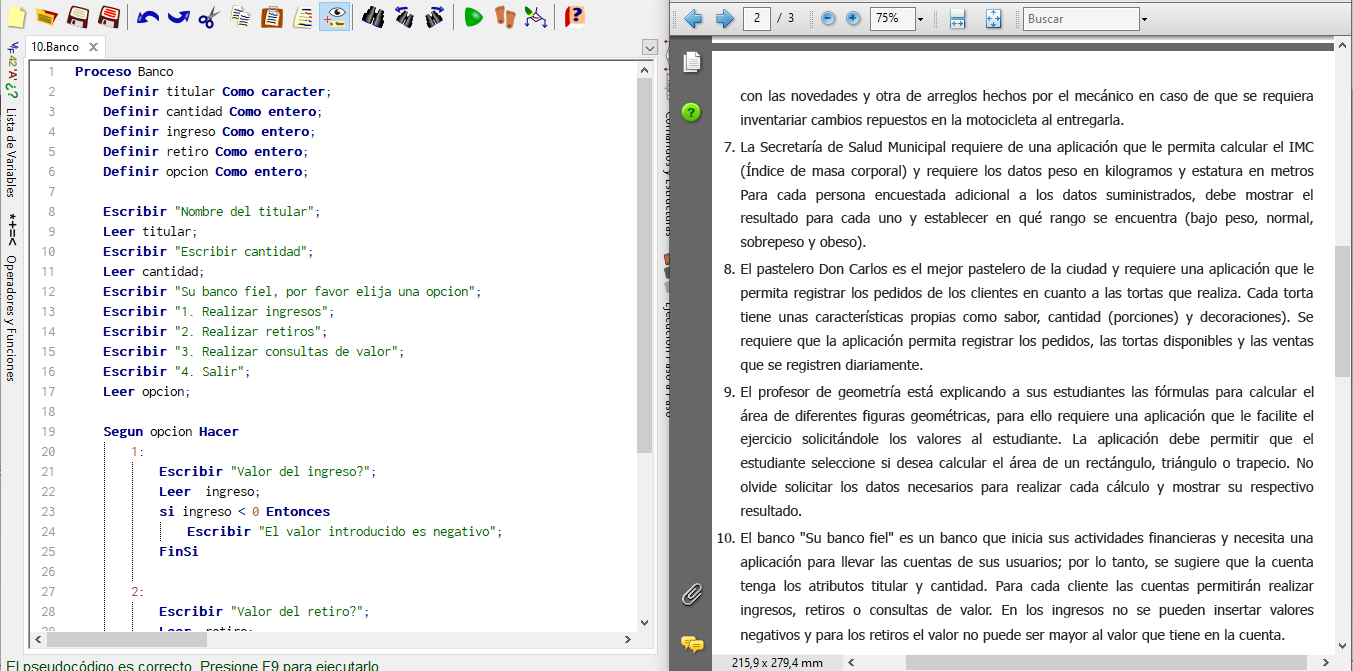 10.Banco
Lista de Variables
Operadores y Funciones
1 Proceso Banco
2 Definir titular Como caracter;
3 Definir cantidad Como entero;
4 Definir ingreso Como entero;
5 Definir retiro Como entero;
6 Definir opcion Como entero;
7
8 Escribir "Nombre del titular";
9 Leer titular;
10 Escribir "Escribir cantidad";
11 Leer cantidad;
12 Escribir "Su banco fiel, por favor elija una opcion";
13 Escribir "1. Realizar ingresos";
14 Escribir "2. Realizar retiros";
15 Escribir "3. Realizar consultas de valor";
16 Escribir "4. Salir";
17 Leer opcion;
18
19 Segun opcion Hacer
20 1:
21 Escribir "Valor del ingreso?";
22 Leer  ingreso;
23 si ingreso < 0 Entonces
24 Escribir "El valor introducido es negativo";
25 FinSi
26
27 2:
28 Escribir "Valor del retiro?";
29 Leer retiro;
El pseudocódigo es correcto. Presione F9 para ejecutarlo.
2 / 3 75% Buscar
con las novedades y otra de arreglos hechos por el mecánico en caso de que se requiera
inventariar cambios repuestos en la motocicleta al entregarla.
7. La Secretaría de Salud Municipal requiere de una aplicación que le permita calcular el IMC
(Índice de masa corporal) y requiere los datos peso en kilogramos y estatura en metros
Para cada persona encuestada adicional a los datos suministrados, debe mostrar el
resultado para cada uno y establecer en qué rango se encuentra (bajo peso, normal,
sobrepeso y obeso).
8. El pastelero Don Carlos es el mejor pastelero de la ciudad y requiere una aplicación que le
permita registrar los pedidos de los clientes en cuanto a las tortas que realiza. Cada torta
tiene unas características propias como sabor, cantidad (porciones) y decoraciones). Se
requiere que la aplicación permita registrar los pedidos, las tortas disponibles y las ventas
que se registren diariamente.
9. El profesor de geometría está explicando a sus estudiantes las fórmulas para calcular el
área de diferentes figuras geométricas, para ello requiere una aplicación que le facilite el
ejercicio solicitándole los valores al estudiante. La aplicación debe permitir que el
estudiante seleccione si desea calcular el área de un rectángulo, triángulo o trapecio. No
olvide solicitar los datos necesarios para realizar cada cálculo y mostrar su respectivo
resultado.
10. El banco "Su banco fiel" es un banco que inicia sus actividades financieras y necesita una
aplicación para llevar las cuentas de sus usuarios; por lo tanto, se sugiere que la cuenta
tenga los atributos titular y cantidad. Para cada cliente las cuentas permitirán realizar
ingresos, retiros o consultas de valor. En los ingresos no se pueden insertar valores
negativos y para los retiros el valor no puede ser mayor al valor que tiene en la cuenta.
215,9 x 279,4 mm